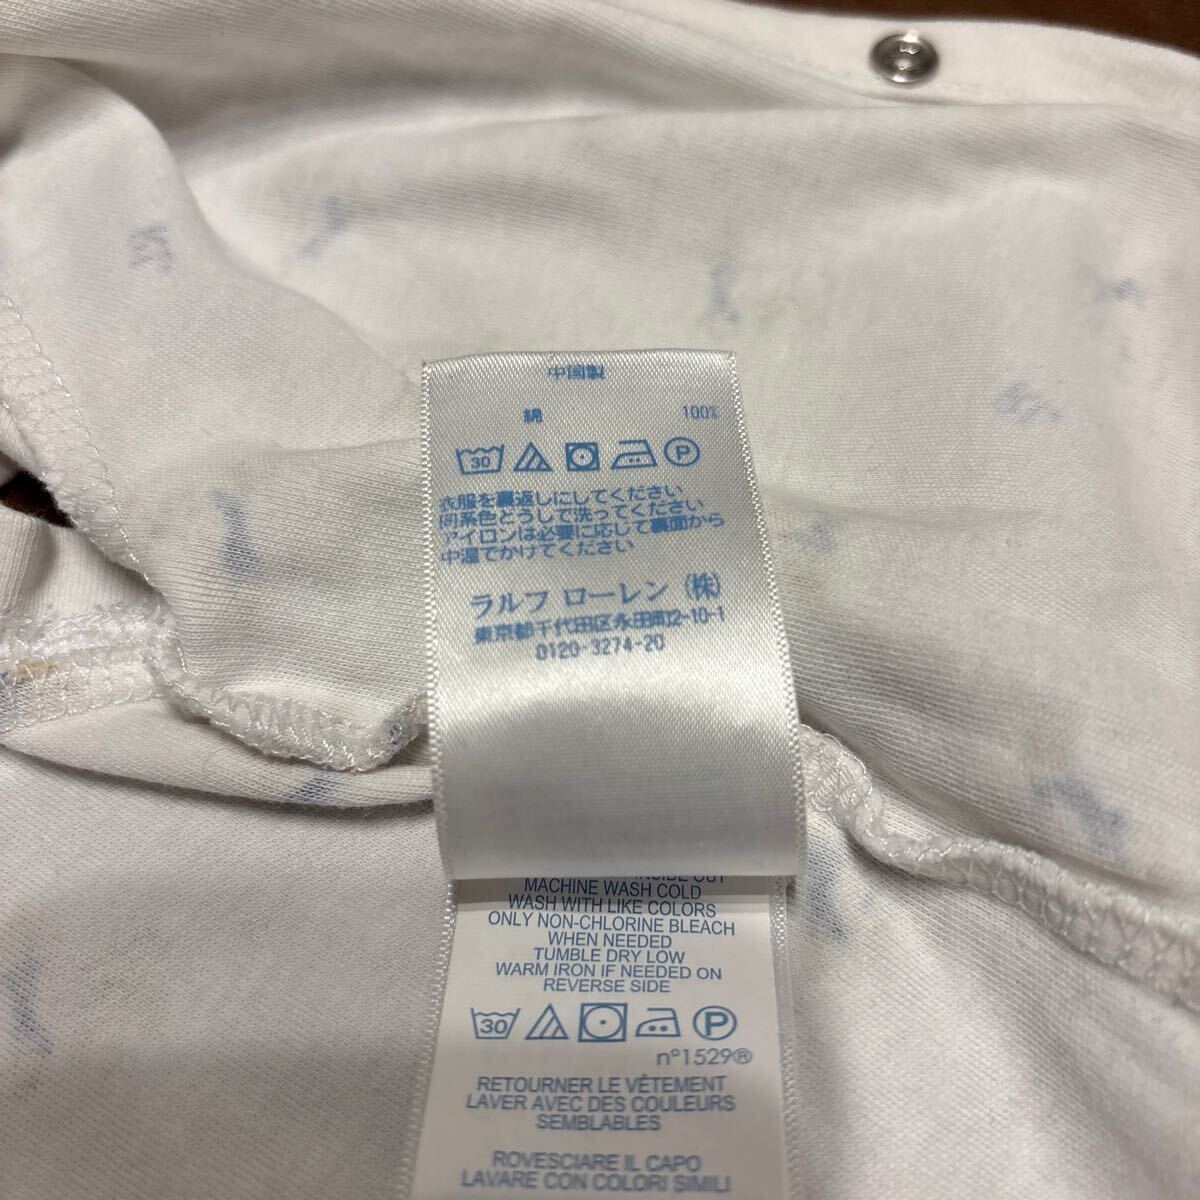 中国製
綿 100%
30 P
衣服を裏返しにしてください
同系色どうしで洗ってください
アイロンは必要に応じて裏面から
中温でかけてください
ラルフ ローレン (株)
東京都千代田区永田町2-10-1
0120-3274-20
INSIDE OUT
MACHINE WASH COLD
WASH WITH LIKE COLORS
ONLY NON-CHLORINE BLEACH
WHEN NEEDED
TUMBLE DRY LOW
WARM IRON IF NEEDED ON
REVERSE SIDE
30 P
n°1529®
RETOURNER LE VÊTEMENT
LAVER AVEC DES COULEURS
SEMBLABLES
ROVESCIARE IL CAPO
LAVARE CON COLORI SIMILI